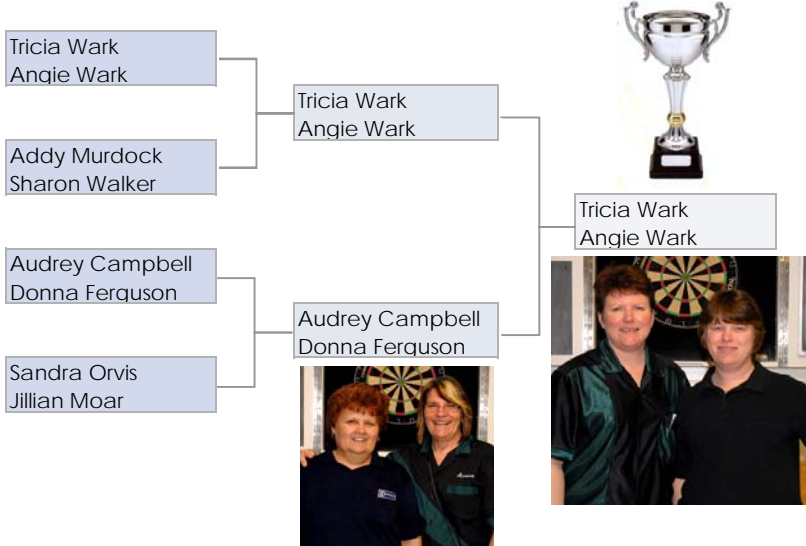 Tricia Wark
Angie Wark
Addy Murdock
Sharon Walker
Audrey Campbell
Donna Ferguson
Sandra Orvis
Jillian Moar
Tricia Wark
Angie Wark
Audrey Campbell
Donna Ferguson
Tricia Wark
Angie Wark